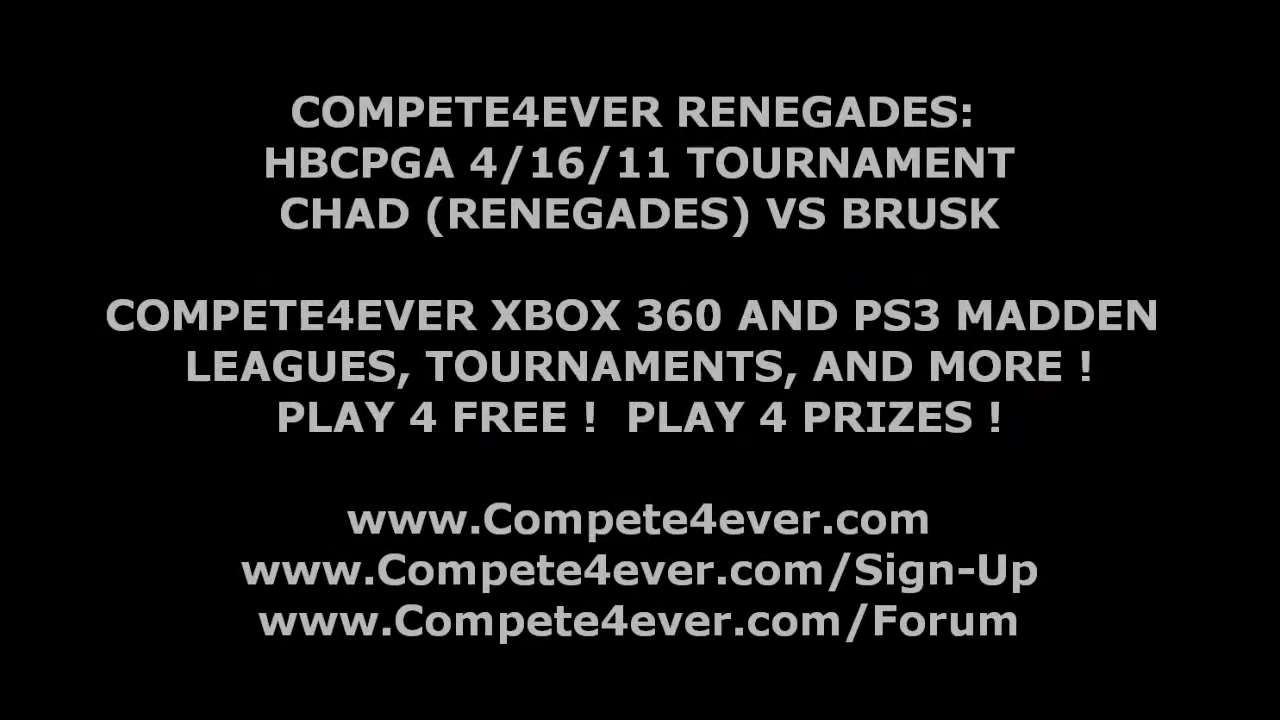 COMPETE4EVER RENEGADES:
HBCPGA 4/16/11 TOURNAMENT
CHAD (RENEGADES) VS BRUSK
COMPETE4EVER XBOX 360 AND PS3 MADDEN
LEAGUES, TOURNAMENTS, AND MORE !
PLAY 4 FREE !  PLAY 4 PRIZES !
www.Compete4ever.com
www.Compete4ever.com/Sign-Up
www.Compete4ever.com/Forum